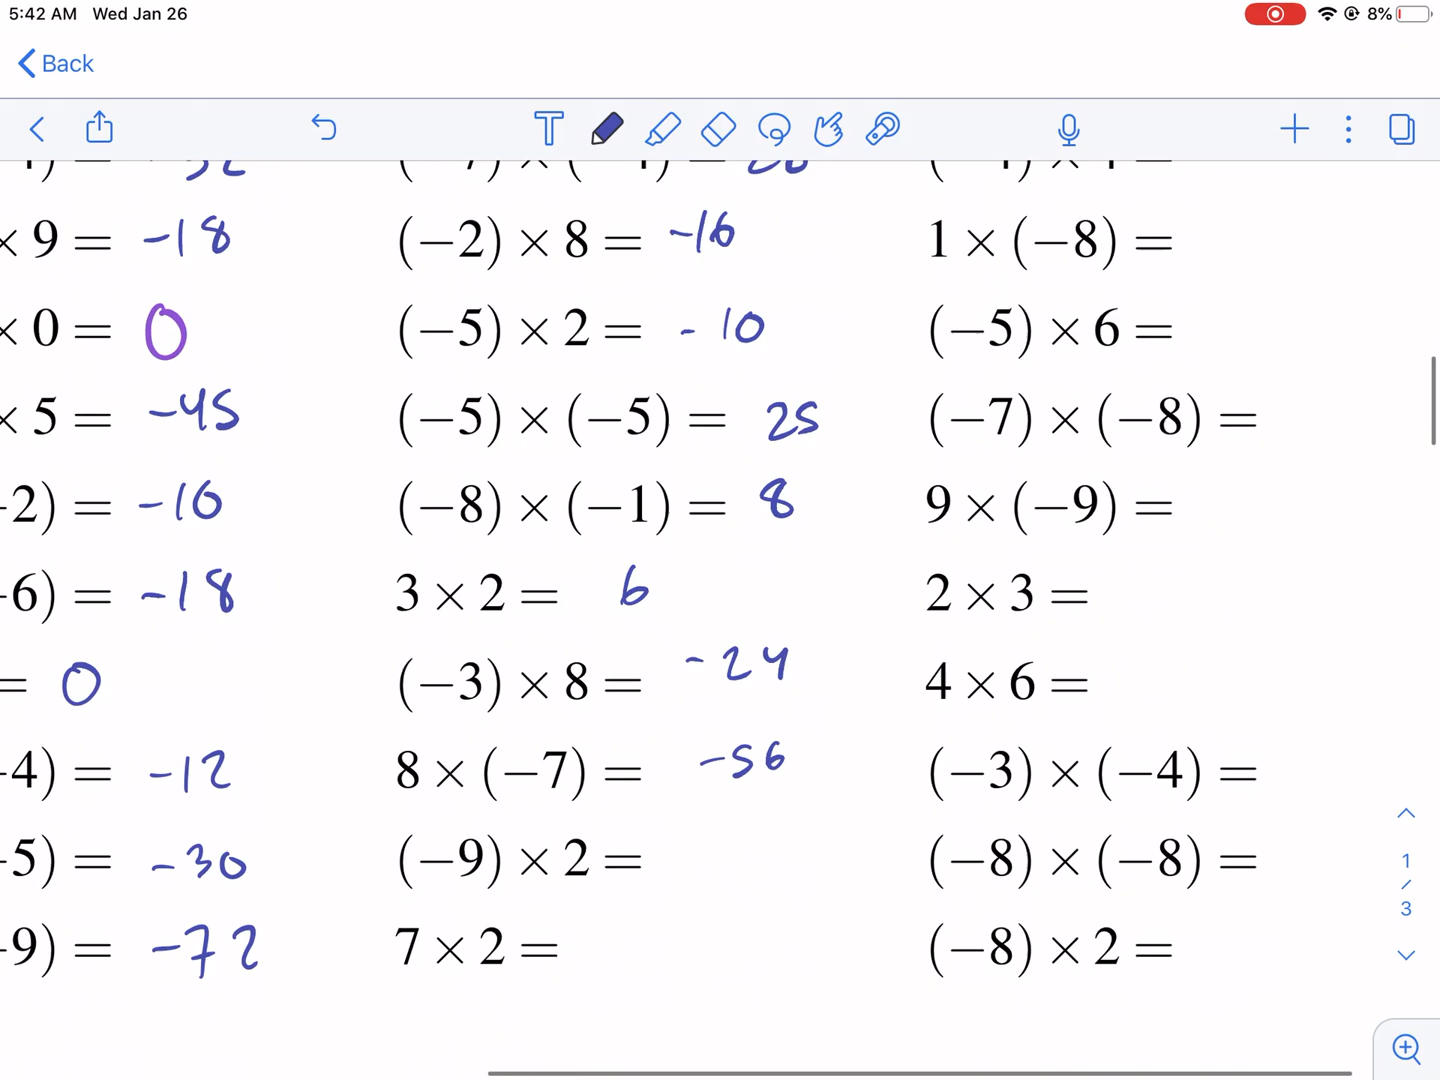 5:42 AM Wed Jan 26 8%
Back
T
(−2) × 8 = -16 1 × (−8) =
× 9 = -18
× 0 = 0 (−5) × 2 = - 10 (−5) × 6 =
× 5 = -45 (−5) × (−5) = 25 (−7) × (−8) =
-2) = -10 (−8) × (−1) = 8 9 × (−9) =
-6) = -18 3 × 2 = 6 2 × 3 =
= 0 (−3) × 8 = -24 4 × 6 =
-4) = -12 8 × (−7) = -56 (−3) × (−4) =
-5) = -30 (−9) × 2 = (−8) × (−8) =
-9) = -72 7 × 2 = (−8) × 2 =
1
/
3